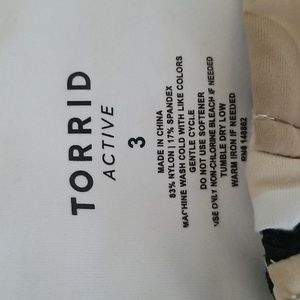 TORRID
ACTIVE
3
MADE IN CHINA
83% NYLON | 17% SPANDEX
MACHINE WASH COLD WITH LIKE COLORS
GENTLE CYCLE
DO NOT USE SOFTENER
USE ONLY NON-CHLORINE BLEACH IF NEEDED
TUMBLE DRY LOW
WARM IRON IF NEEDED
RN# 148862